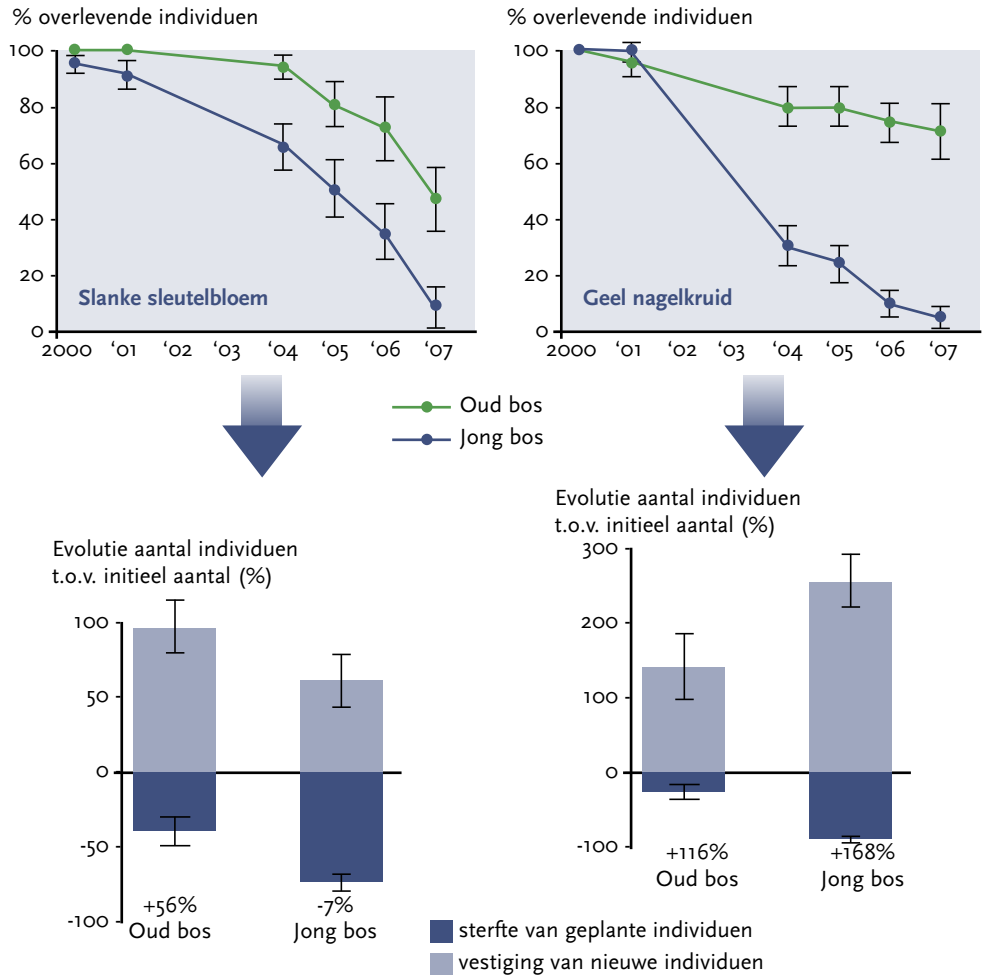 % overlevende individuen
100
80
60
40
20
0
Slanke sleutelbloem
2000 ‘01 ‘02 ‘03 ‘04 ‘05 ‘06 ‘07
% overlevende individuen
100
80
60
40
20
0
Geel nagelkruid
2000 ‘01 ‘02 ‘03 ‘04 ‘05 ‘06 ‘07
Oud bos
Jong bos
Evolutie aantal individuen
t.o.v. initieel aantal (%)
100
50
0
-50
-100
+56% -7%
Oud bos Jong bos
Evolutie aantal individuen
t.o.v. initieel aantal (%)
300
200
100
0
-100
+116% +168%
Oud bos Jong bos
sterfte van geplante individuen
vestiging van nieuwe individuen